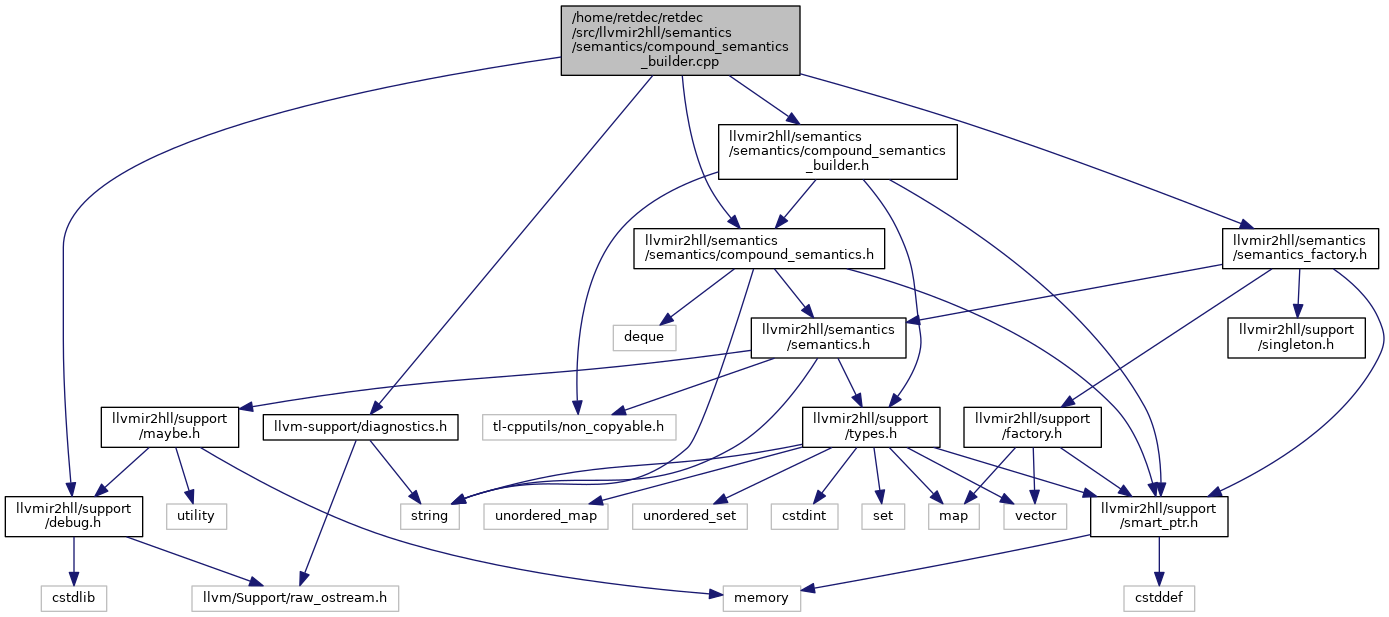 /home/retdec/retdec
/src/llvmir2hll/semantics
/semantics/compound_semantics
_builder.cpp
llvmir2hll/semantics
/semantics/compound_semantics
_builder.h
llvmir2hll/semantics
/semantics/compound_semantics.h
llvmir2hll/semantics
/semantics_factory.h
deque
llvmir2hll/semantics
/semantics.h
llvmir2hll/support
/singleton.h
llvmir2hll/support
/maybe.h
llvm-support/diagnostics.h
tl-cpputils/non_copyable.h
llvmir2hll/support
/types.h
llvmir2hll/support
/factory.h
llvmir2hll/support
/debug.h
utility
string
unordered_map
unordered_set
cstdint
set
map
vector
llvmir2hll/support
/smart_ptr.h
cstdlib
llvm/Support/raw_ostream.h
memory
cstddef